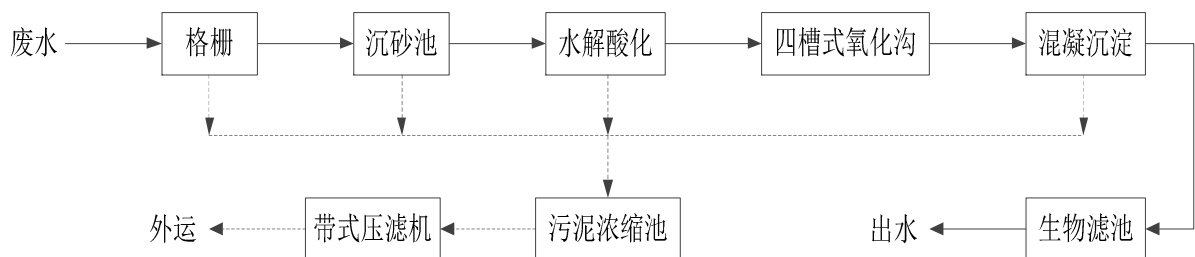 废水
格栅
沉砂池
水解酸化
四槽式氧化沟
混凝沉淀
外运
带式压滤机
污泥浓缩池
出水
生物滤池